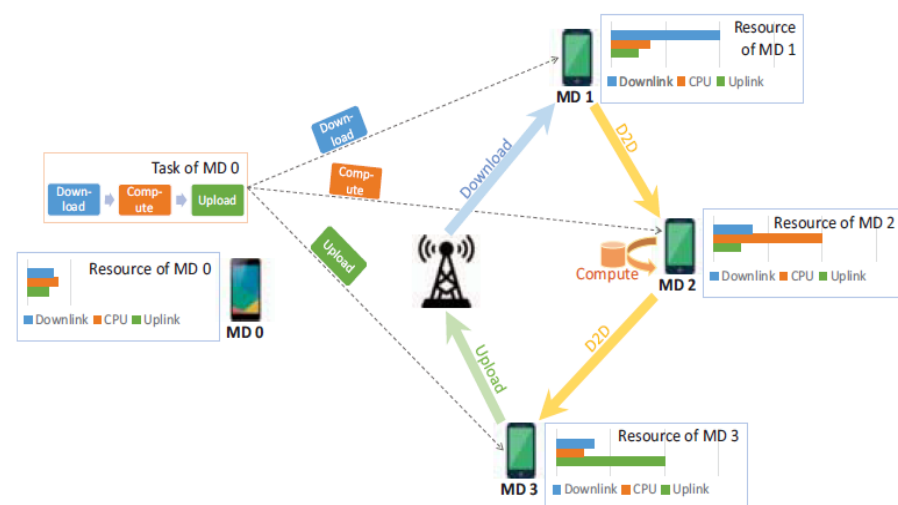 Resource
of MD 1
Downlink CPU Uplink
MD 1
Down-
load
D2D
Download
Task of MD 0
Down-
load
Comp-
ute
Upload
Comp-
ute
Upload
Resource of MD 2
Downlink CPU Uplink
MD 2
Compute
Resource of MD 0
Downlink CPU Uplink
MD 0
D2D
Upload
Resource of MD 3
Downlink CPU Uplink
MD 3